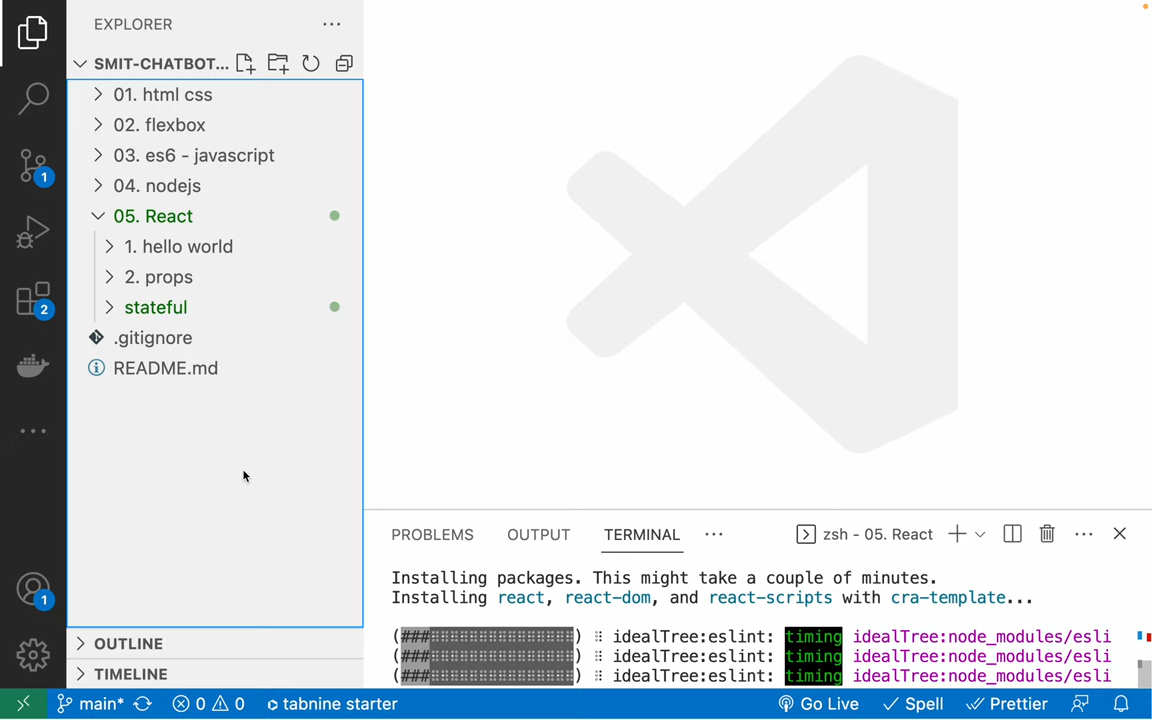 EXPLORER
SMIT-CHATBOT...
01. html css
02. flexbox
03. es6 - javascript
04. nodejs
05. React
1. hello world
2. props
stateful
.gitignore
README.md
OUTLINE
TIMELINE
1
2
1
PROBLEMS OUTPUT TERMINAL ... zsh - 05. React
Installing packages. This might take a couple of minutes.
Installing react, react-dom, and react-scripts with cra-template...
(###⠂⠂⠂⠂⠂⠂⠂⠂⠂⠂⠂⠂⠂⠂⠂) ⠸ idealTree:eslint: timing idealTree:node_modules/esli
(###⠂⠂⠂⠂⠂⠂⠂⠂⠂⠂⠂⠂⠂⠂⠂) ⠸ idealTree:eslint: timing idealTree:node_modules/esli
(###⠂⠂⠂⠂⠂⠂⠂⠂⠂⠂⠂⠂⠂⠂⠂) ⠸ idealTree:eslint: timing idealTree:node_modules/esli
main* 0 0 tabnine starter Go Live Spell Prettier